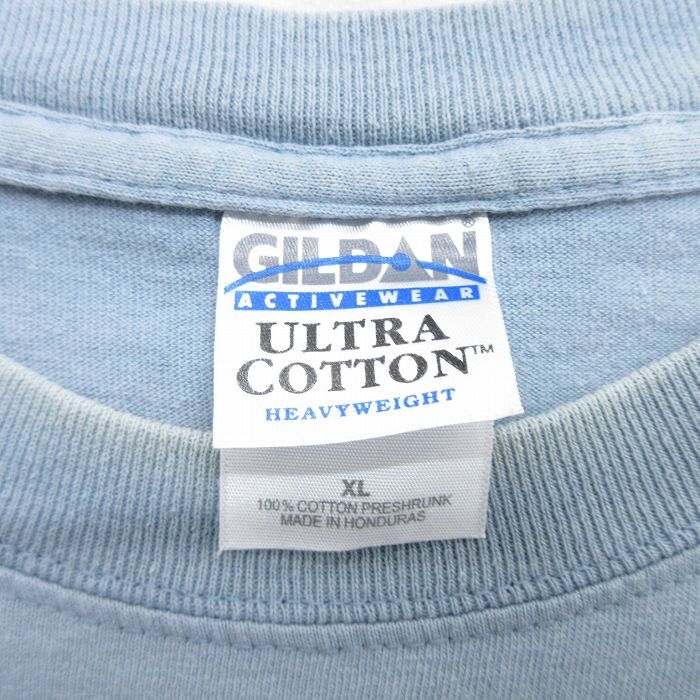 GILDAN®
ACTIVEWEAR
ULTRA
COTTON™
HEAVYWEIGHT
XL
100% COTTON PRESHRUNK
MADE IN HONDURAS